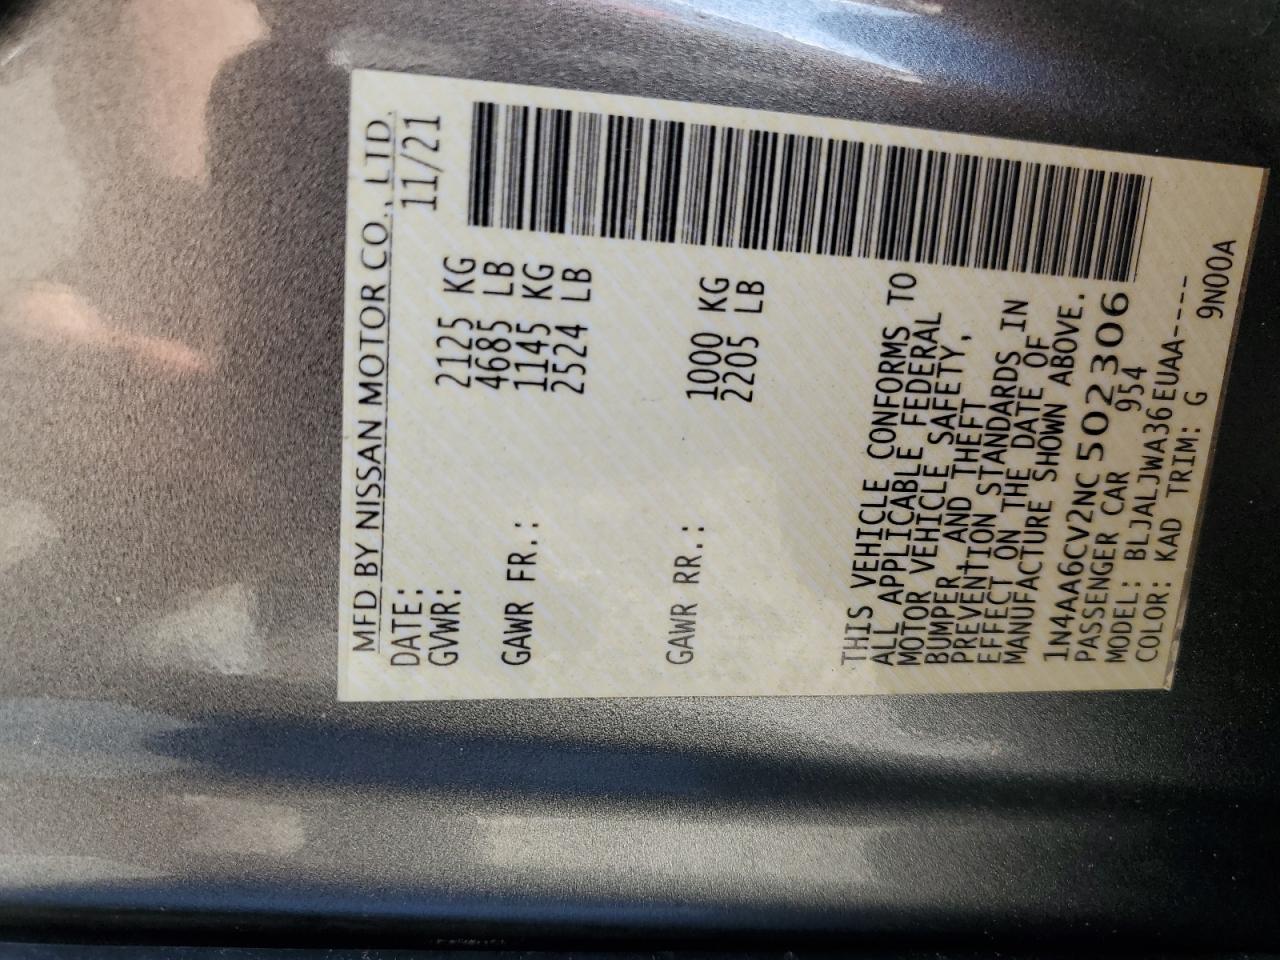 MFD BY NISSAN MOTOR CO., LTD.
DATE: 11/21
GVWR: 2125 KG
4685 LB
GAWR FR.: 1145 KG
2524 LB
GAWR RR.: 1000 KG
2205 LB
THIS VEHICLE CONFORMS TO
ALL APPLICABLE FEDERAL
MOTOR VEHICLE SAFETY,
BUMPER, AND THEFT
PREVENTION STANDARDS IN
EFFECT ON THE DATE OF
MANUFACTURE SHOWN ABOVE.
1N4AA6CV2NC502306
PASSENGER CAR 954
MODEL: BLJALJWA36EUAA----
COLOR: KAD TRIM: G
9N00A